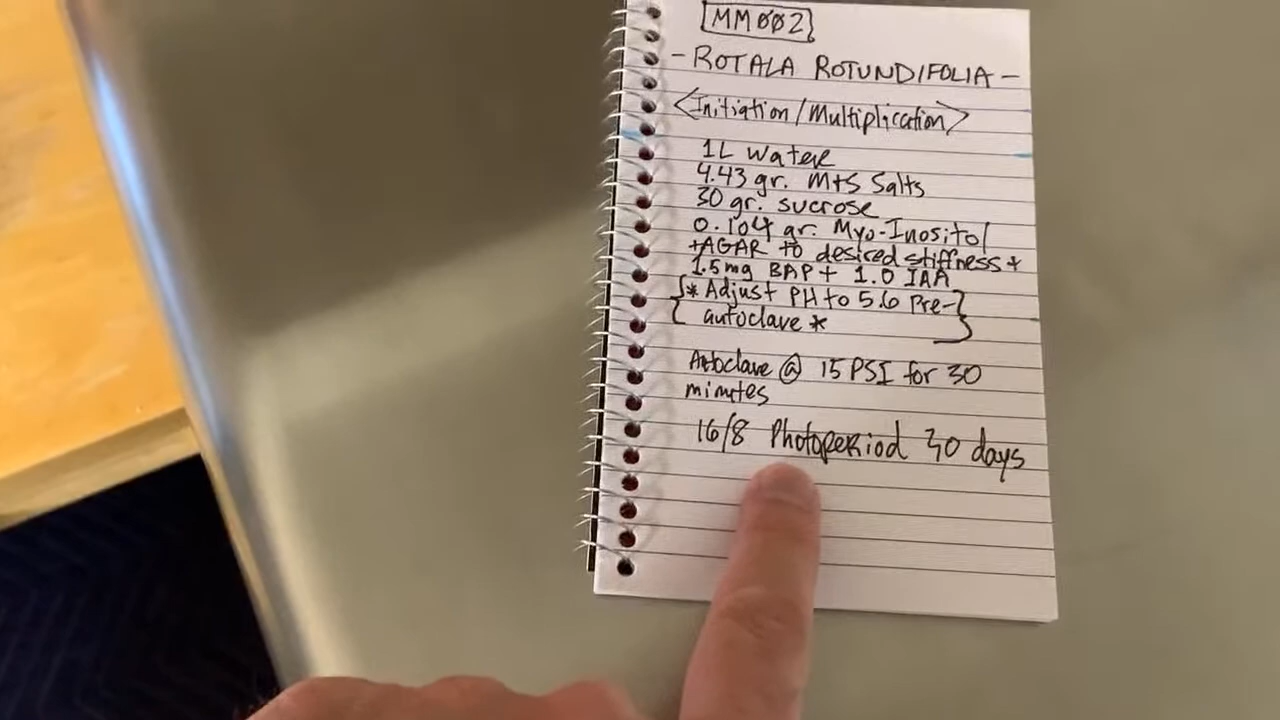 MM002
- ROTALA ROTUNDIFOLIA -
<Initiation/Multiplication>
1L Water
4.43 gr. M+S Salts
30 gr. sucrose
0.104 gr. Myo-Inositol
+AGAR to desired stiffness +
1.5mg BAP + 1.0 IAA
{* Adjust PH to 5.6 Pre-}
{autoclave *}
Autoclave @ 15 PSI for 30
minutes
16/8 Photoperiod 30 days